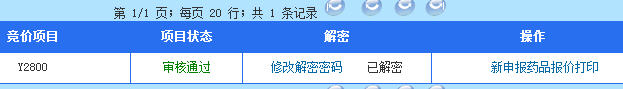 第 1/1 页；每页 20 行；共 1 条记录
竞价项目 项目状态 解密 操作
Y2800 审核通过 修改解密密码 已解密 新申报药品报价打印